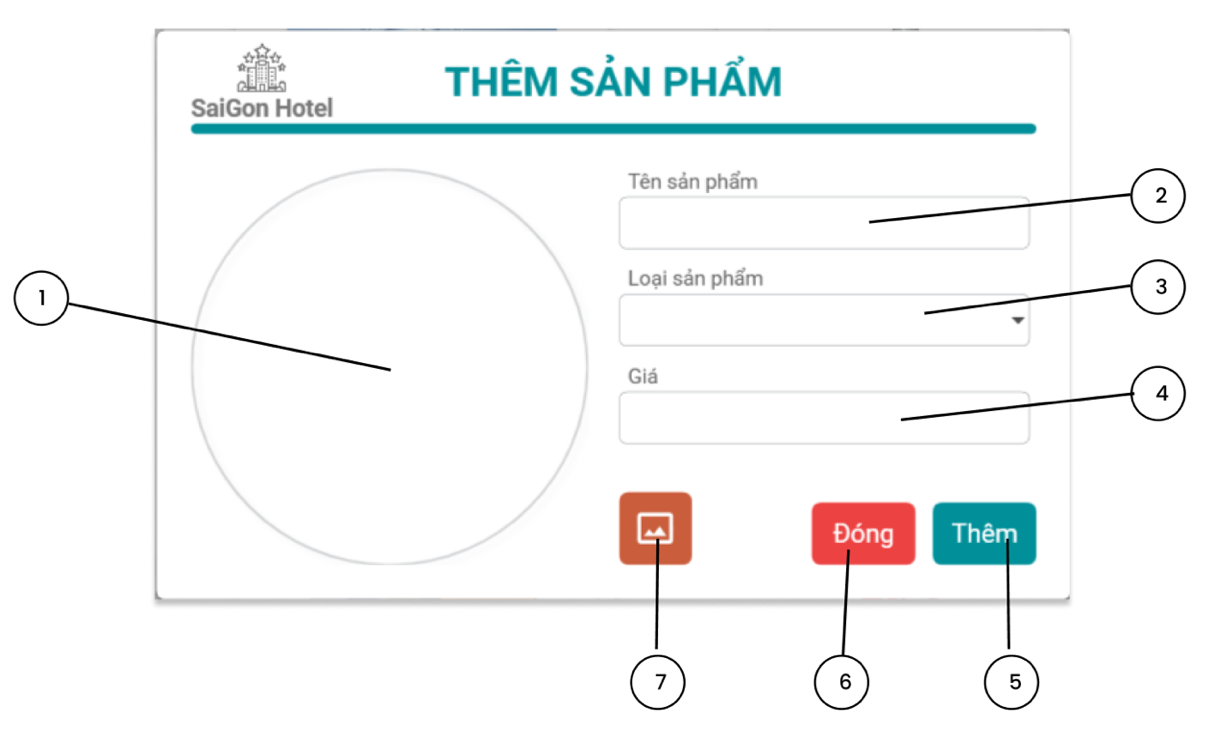 SaiGon Hotel
THÊM SẢN PHẨM
Tên sản phẩm
2
Loại sản phẩm
3
1
Giá
4
Đóng
Thêm
7
6
5